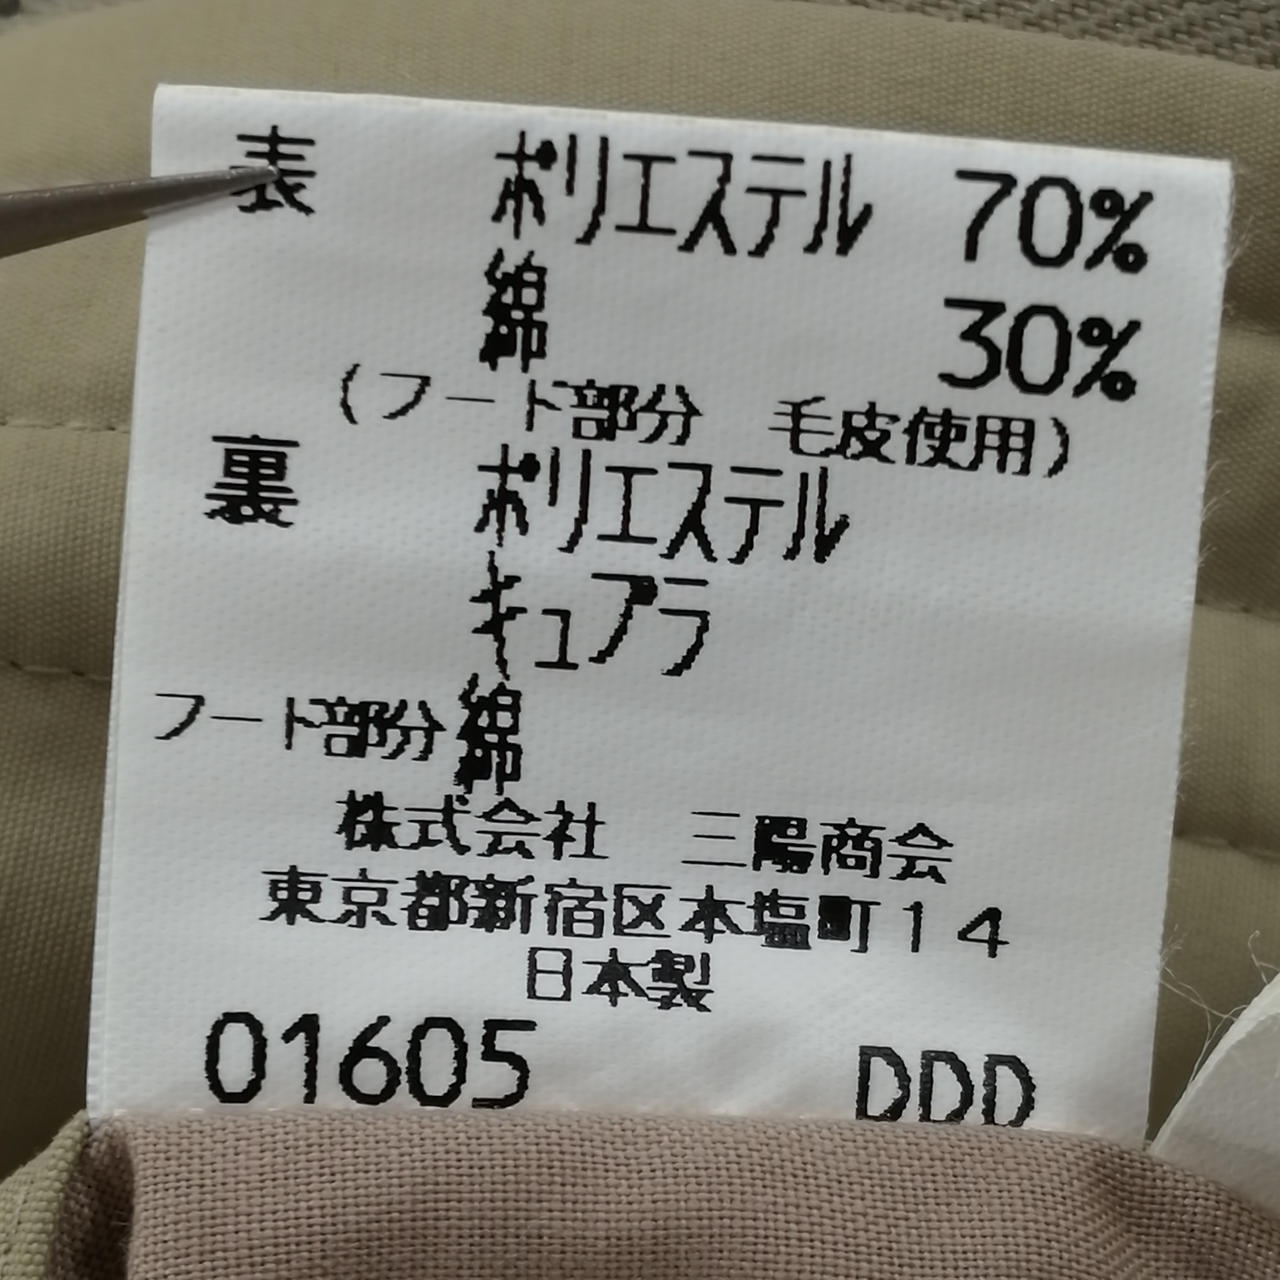 表 ポリエステル 70%
綿 30%
(フード部分 毛皮使用)
裏 ポリエステル
キュプラ
フード部分 綿
株式会社 三陽商会
東京都新宿区本塩町14
日本製
01605 DDD